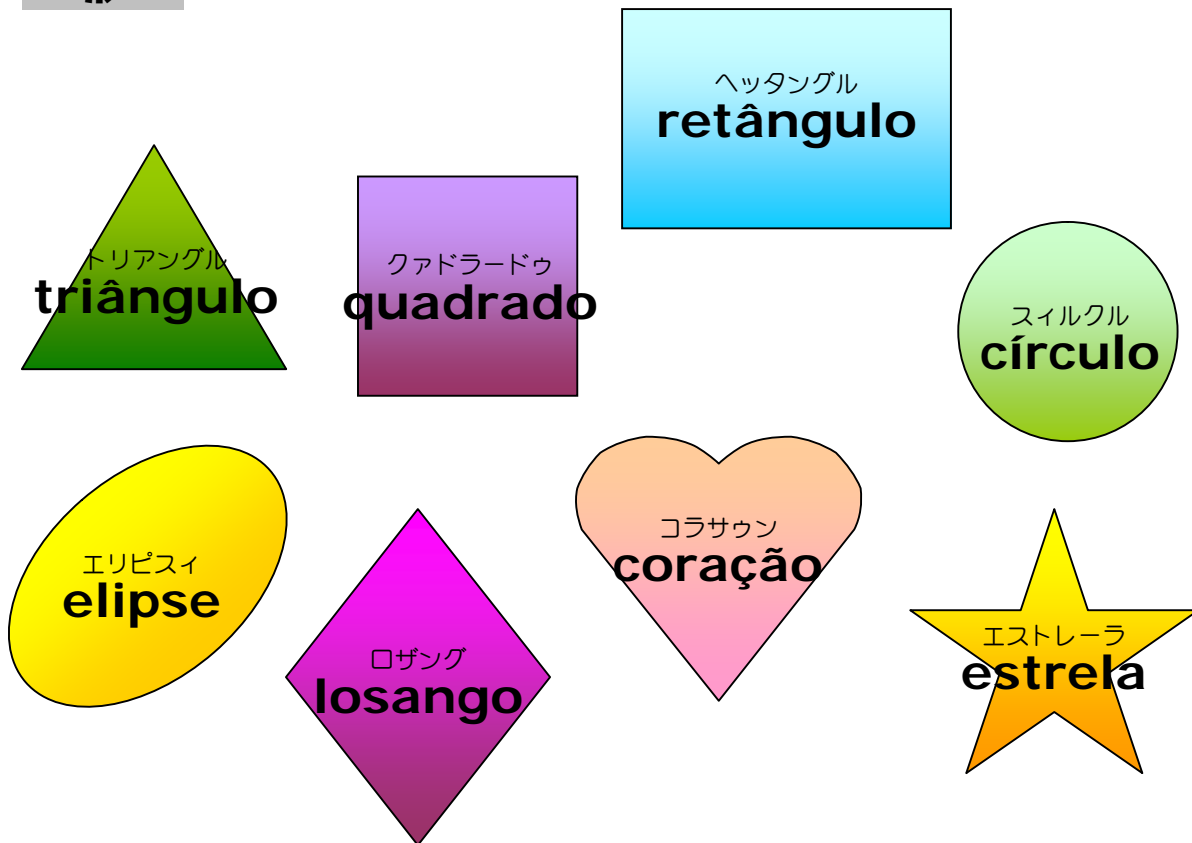 ヘッタングル
retângulo
トリアングル
triângulo
クァドラードゥ
quadrado
スィルクル
círculo
エリピスィ
elipse
ロザング
losango
コラサゥン
coração
エストレーラ
estrela